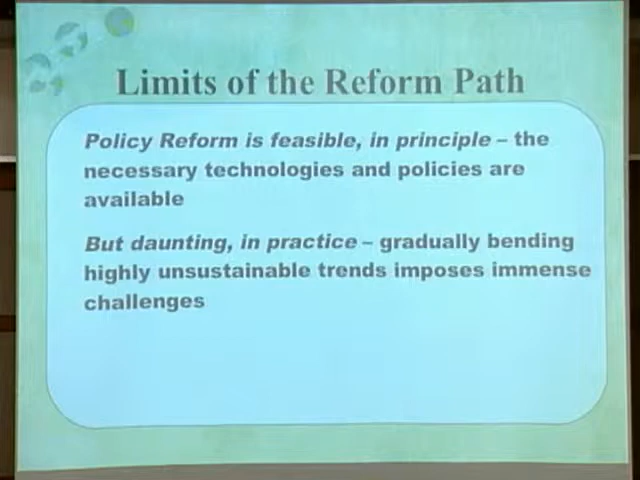 Limits of the Reform Path
Policy Reform is feasible, in principle – the
necessary technologies and policies are
available
But daunting, in practice – gradually bending
highly unsustainable trends imposes immense
challenges